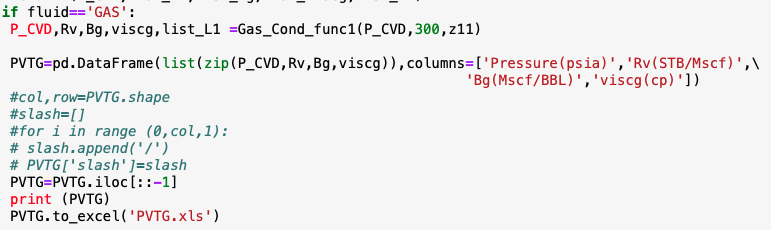 if fluid=='GAS':
P_CVD,Rv,Bg,viscg,list_L1 =Gas_Cond_func1(P_CVD,300,z11)
PVTG=pd.DataFrame(list(zip(P_CVD,Rv,Bg,viscg)),columns=['Pressure(psia)','Rv(STB/Mscf)',\
'Bg(Mscf/BBL)','viscg(cp)'])
#col,row=PVTG.shape
#slash=[]
#for i in range (0,col,1):
# slash.append('/')
# PVTG['slash']=slash
PVTG=PVTG.iloc[::-1]
print (PVTG)
PVTG.to_excel('PVTG.xls')